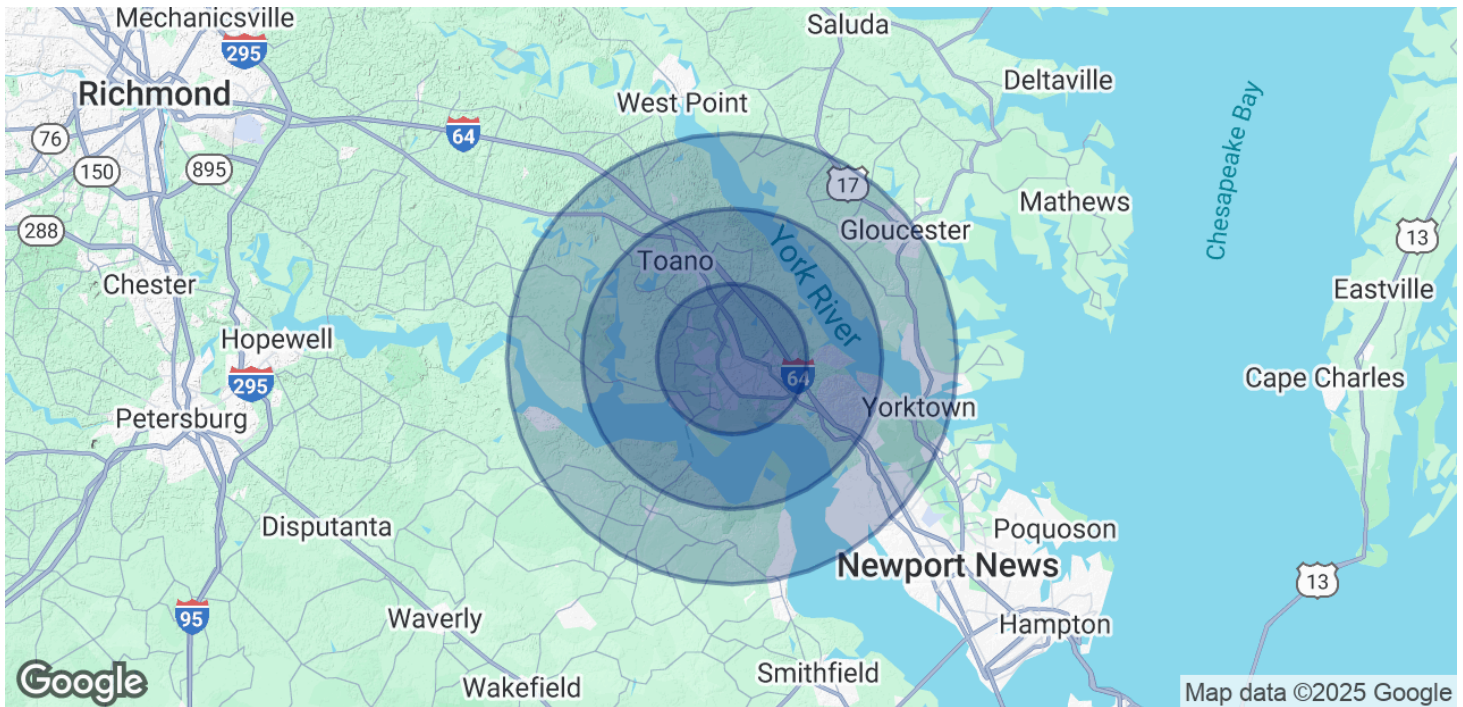 Mechanicsville
Saluda
295
Deltaville
Richmond
West Point
64
76
150
895
17
Mathews
Chesapeake Bay
288
Gloucester
13
Toano
York River
Chester
Eastville
Hopewell
295
64
Cape Charles
Petersburg
Yorktown
Disputanta
Poquoson
Newport News
13
95
Waverly
Hampton
Smithfield
Wakefield
Google
Map data ©2025 Google